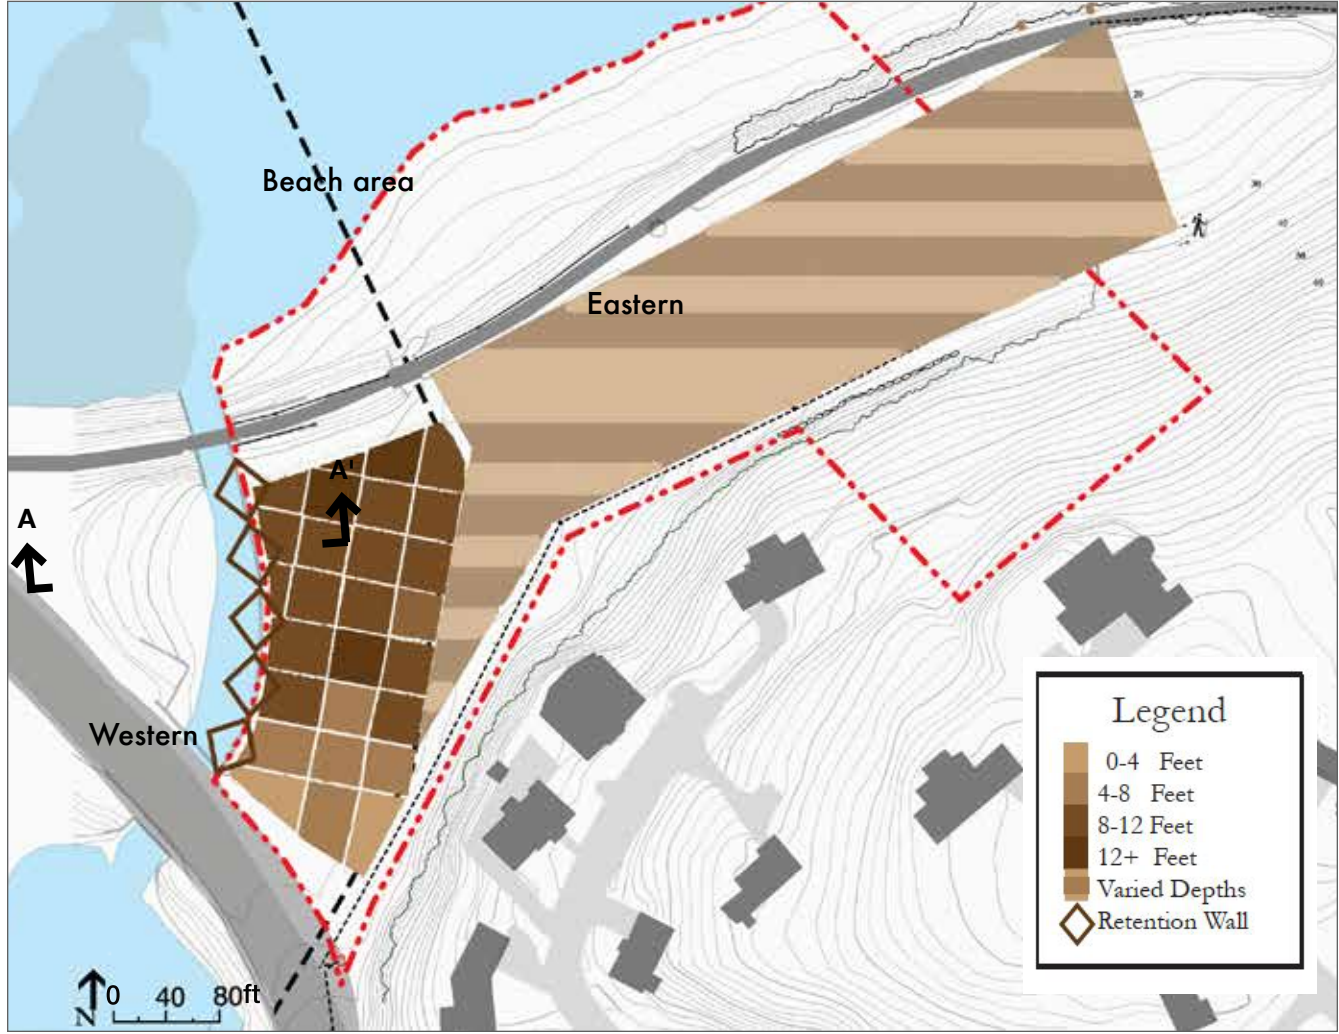 Beach area
Eastern
A'
A
Western
Legend
0-4 Feet
4-8 Feet
8-12 Feet
12+ Feet
Varied Depths
Retention Wall
N 0 40 80ft